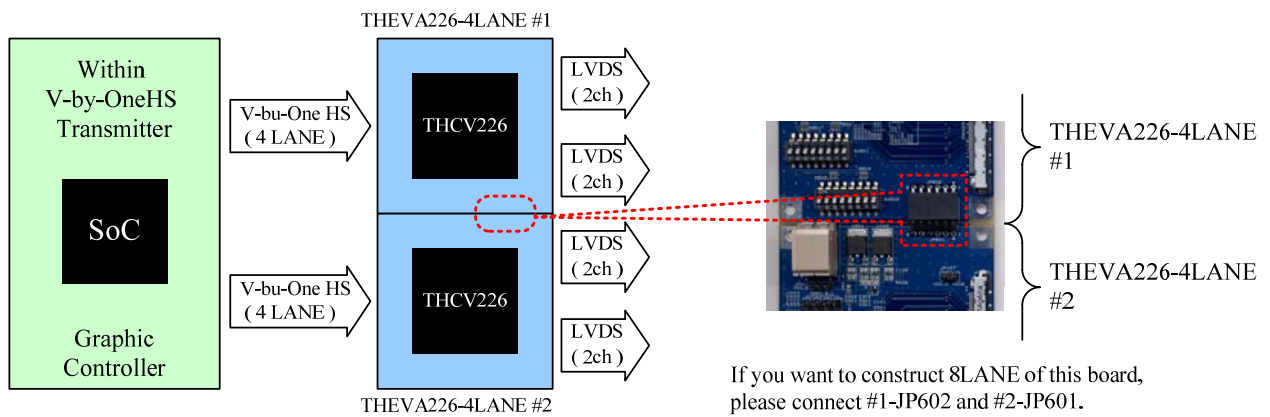 THEVA226-4LANE #1
Within
V-by-OneHS
Transmitter
SoC
Graphic
Controller
V-bu-One HS
( 4 LANE )
V-bu-One HS
( 4 LANE )
THCV226
THCV226
THEVA226-4LANE #2
LVDS
( 2ch )
LVDS
( 2ch )
LVDS
( 2ch )
LVDS
( 2ch )
THEVA226-4LANE
#1
THEVA226-4LANE
#2
If you want to construct 8LANE of this board,
please connect #1-JP602 and #2-JP601.